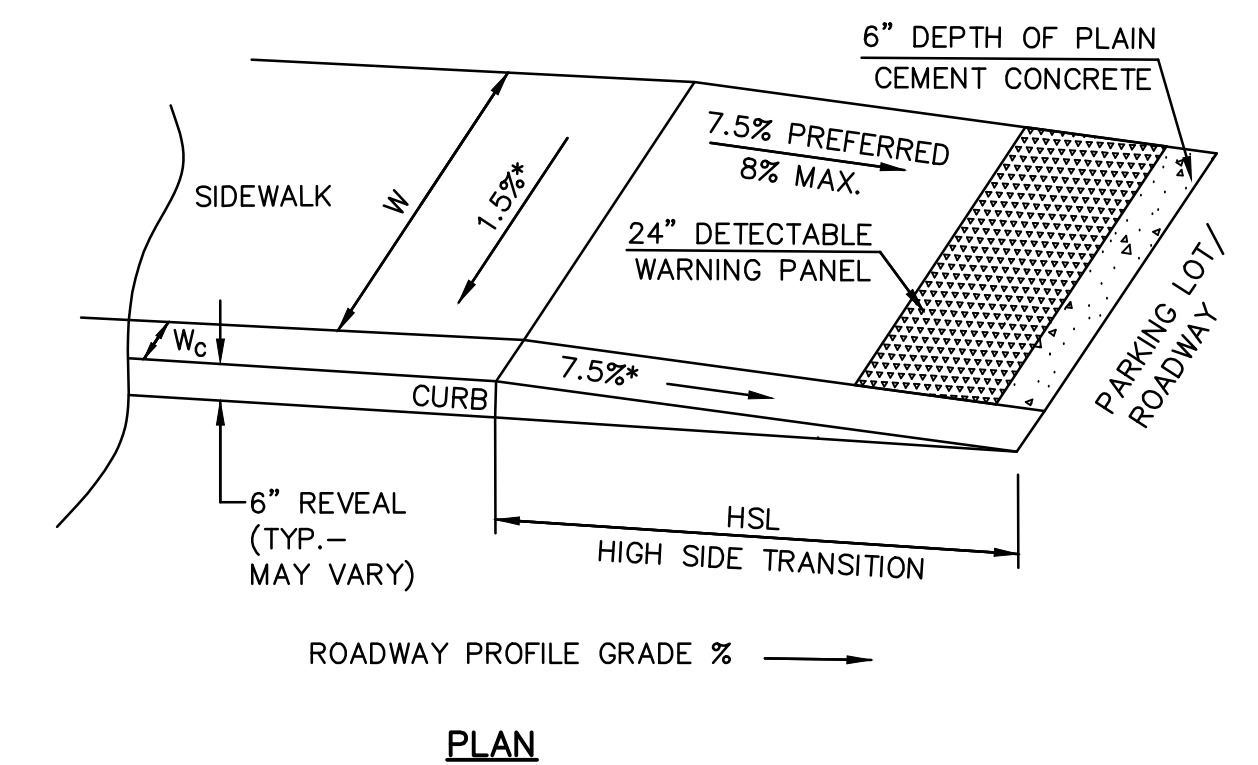 6” DEPTH OF PLAIN
CEMENT CONCRETE
7.5% PREFERRED
8% MAX.
SIDEWALK
W
1.5%*
24” DETECTABLE
WARNING PANEL
PARKING LOT/
ROADWAY
Wc
7.5%*
CURB
6” REVEAL
(TYP.–
MAY VARY)
HSL
HIGH SIDE TRANSITION
ROADWAY PROFILE GRADE %
PLAN